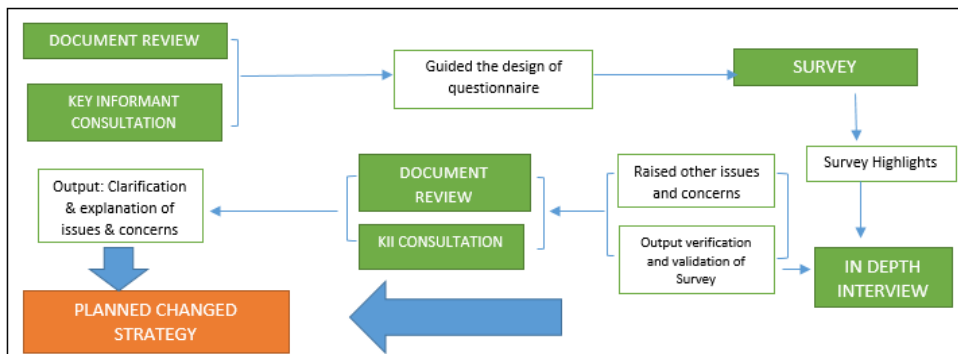 DOCUMENT REVIEW
KEY INFORMANT
CONSULTATION
Guided the design of
questionnaire
SURVEY
Survey Highlights
IN DEPTH
INTERVIEW
Raised other issues
and concerns
Output verification
and validation of
Survey
DOCUMENT
REVIEW
KII CONSULTATION
Output: Clarification
& explanation of
issues & concerns
PLANNED CHANGED
STRATEGY